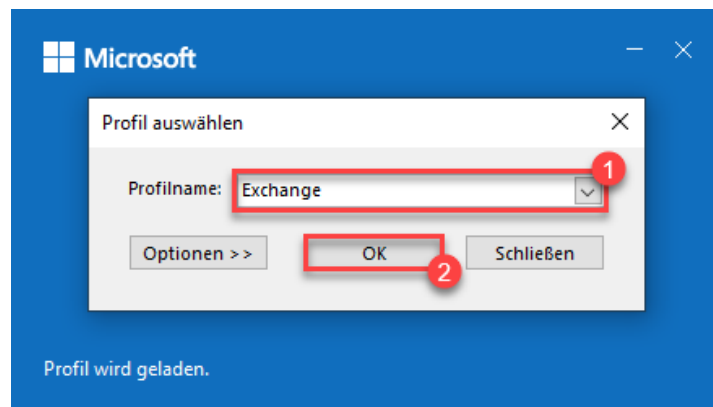 Microsoft
Profil auswählen
1
Profilname: Exchange
Optionen >> OK Schließen
2
Profil wird geladen.